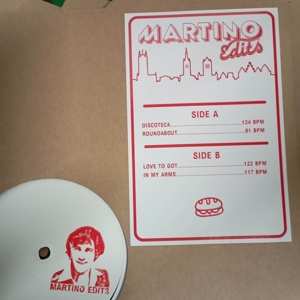 MARTINO
Edits
SIDE A
DISCOTECA 124 BPM
ROUNDABOUT 91 BPM
SIDE B
LOVE TO GOT 122 BPM
IN MY ARMS 117 BPM
MARTINO EDITS